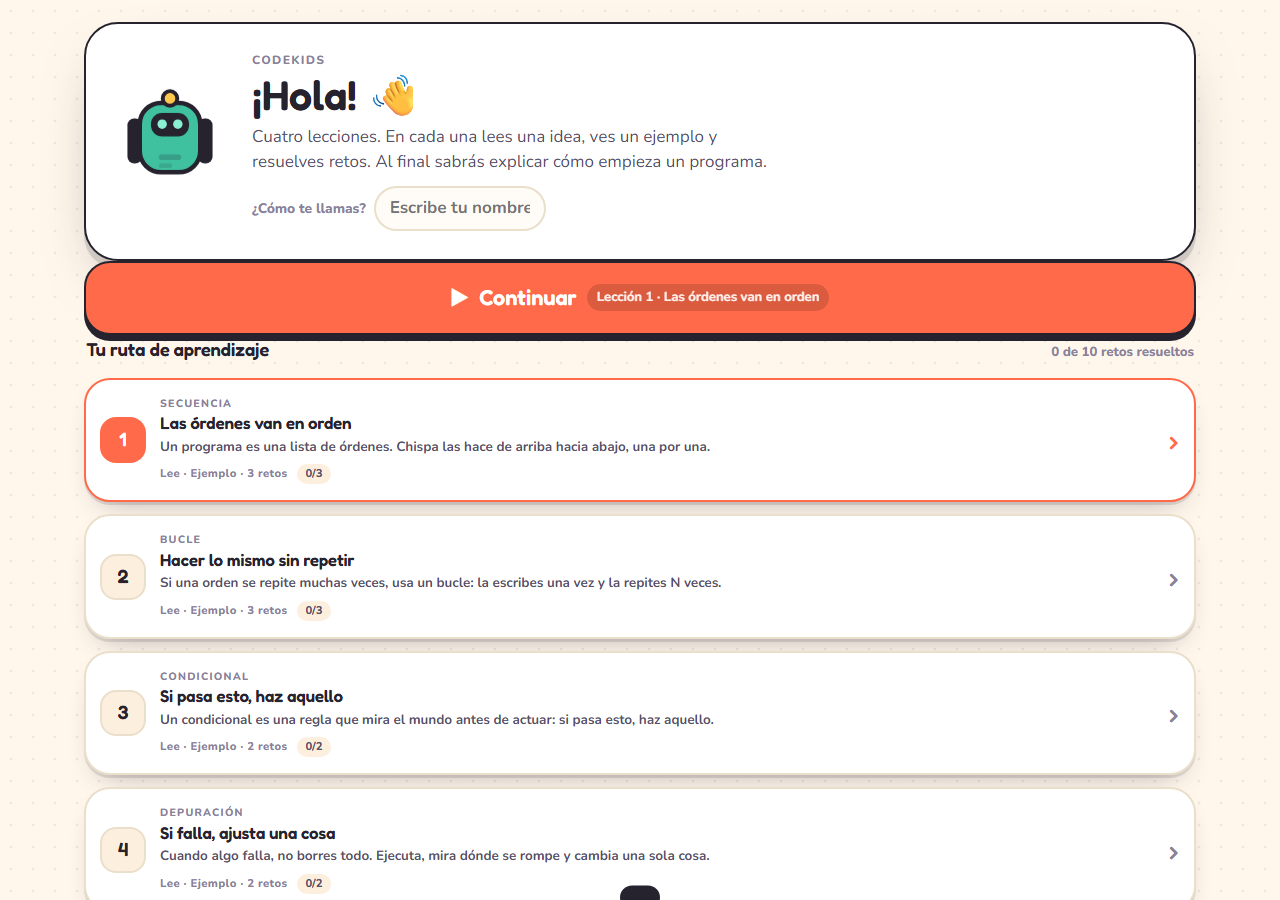 CODEKIDS
¡Hola! 👋
Cuatro lecciones. En cada una lees una idea, ves un ejemplo y
resuelves retos. Al final sabrás explicar cómo empieza un programa.
¿Cómo te llamas? Escribe tu nombre
▶ Continuar Lección 1 · Las órdenes van en orden
Tu ruta de aprendizaje 0 de 10 retos resueltos
SECUENCIA
1 Las órdenes van en orden
Un programa es una lista de órdenes. Chispa las hace de arriba hacia abajo, una por una.
Lee · Ejemplo · 3 retos 0/3
BUCLE
2 Hacer lo mismo sin repetir
Si una orden se repite muchas veces, usa un bucle: la escribes una vez y la repites N veces.
Lee · Ejemplo · 3 retos 0/3
CONDICIONAL
3 Si pasa esto, haz aquello
Un condicional es una regla que mira el mundo antes de actuar: si pasa esto, haz aquello.
Lee · Ejemplo · 2 retos 0/2
DEPURACIÓN
4 Si falla, ajusta una cosa
Cuando algo falla, no borres todo. Ejecuta, mira dónde se rompe y cambia una sola cosa.
Lee · Ejemplo · 2 retos 0/2